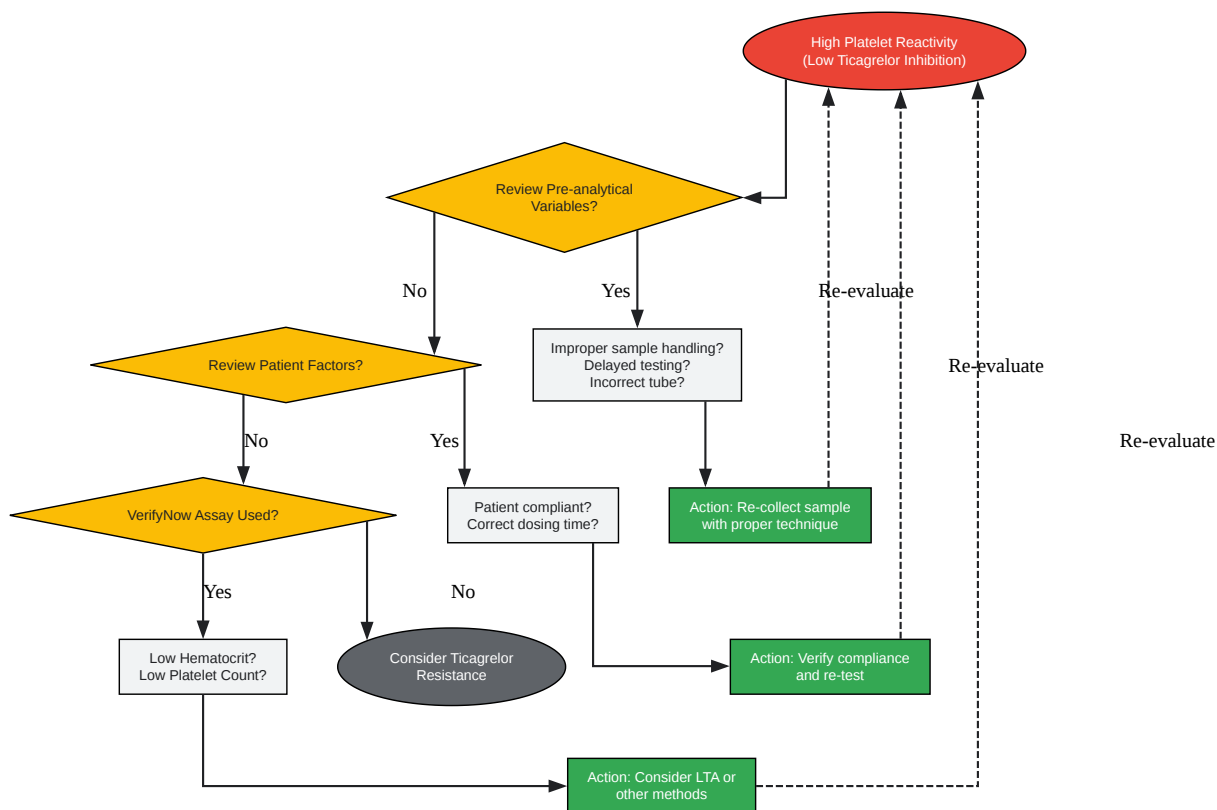 High Platelet Reactivity
(Low Ticagrelor Inhibition)
Review Pre-analytical
Variables?
No
Yes
Re-evaluate
Improper sample handling?
Delayed testing?
Incorrect tube?
Review Patient Factors?
Re-evaluate
No
Yes
Re-evaluate
VerifyNow Assay Used?
Patient compliant?
Correct dosing time?
Action: Re-collect sample
with proper technique
Yes
No
Low Hematocrit?
Low Platelet Count?
Consider Ticagrelor
Resistance
Action: Verify compliance
and re-test
Action: Consider LTA or
other methods